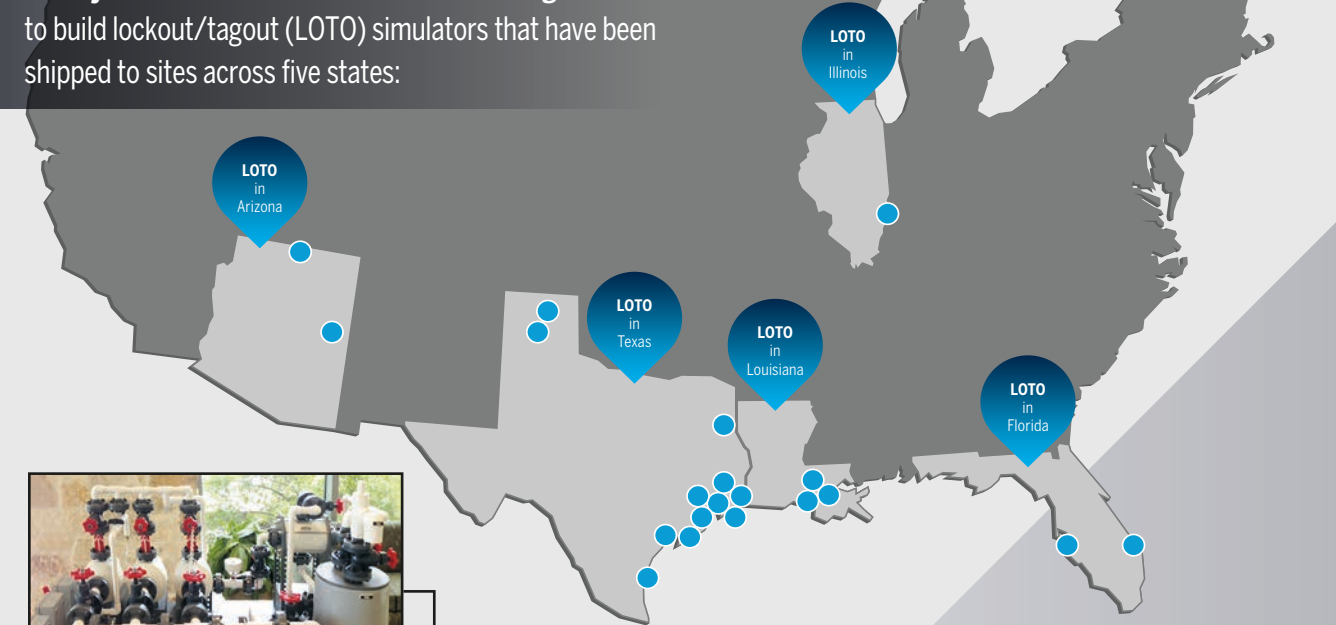 to build lockout/tagout (LOTO) simulators that have been
shipped to sites across five states:
LOTO
in
Illinois
LOTO
in
Arizona
LOTO
in
Texas
LOTO
in
Louisiana
LOTO
in
Florida